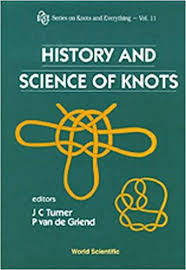 Series on Knots and Everything – Vol. 11
HISTORY AND
SCIENCE OF KNOTS
editors
J C Turner
P van de Griend
World Scientific